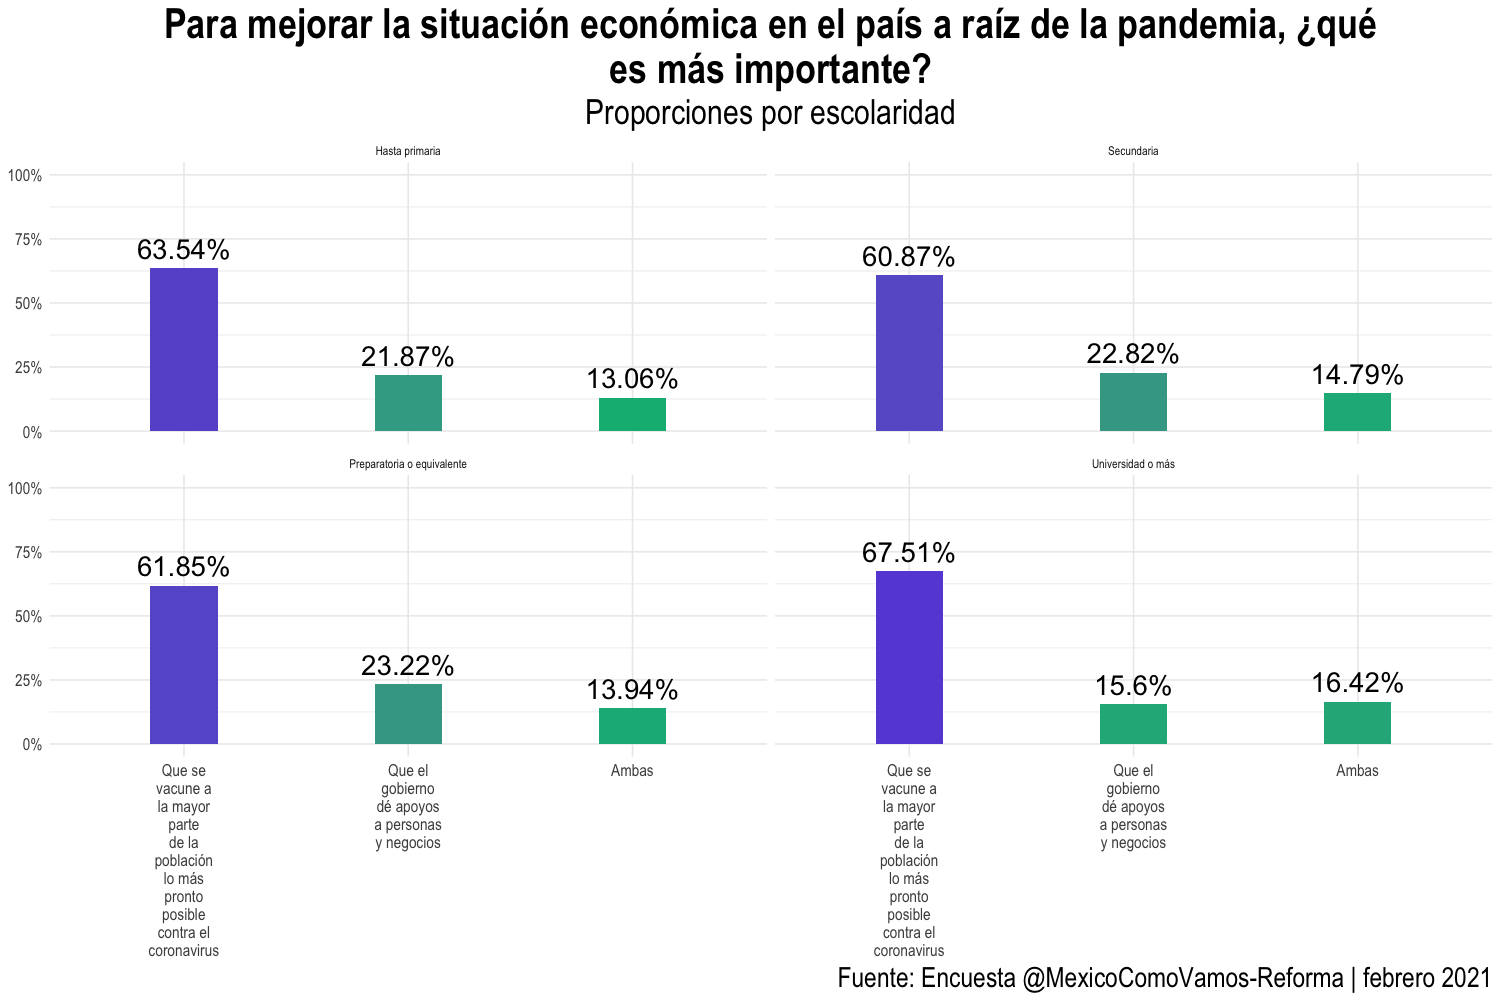 Para mejorar la situación económica en el país a raíz de la pandemia, ¿qué
es más importante?
Proporciones por escolaridad
Hasta primaria
100%
75%
50%
25%
0%
63.54%
21.87%
13.06%
Secundaria
60.87%
22.82%
14.79%
Preparatoria o equivalente
100%
75%
50%
25%
0%
61.85%
23.22%
13.94%
Que se
vacune a
la mayor
parte
de la
población
lo más
pronto
posible
contra el
coronavirus
Que el
gobierno
dé apoyos
a personas
y negocios
Ambas
Universidad o más
67.51%
15.6%
16.42%
Que se
vacune a
la mayor
parte
de la
población
lo más
pronto
posible
contra el
coronavirus
Que el
gobierno
dé apoyos
a personas
y negocios
Ambas
Fuente: Encuesta @MexicoComoVamos-Reforma | febrero 2021